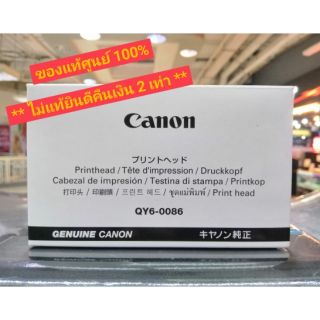 ของแท้ศูนย์ 100%
** ไม่แท้ยินดีคืนเงิน 2 เท่า **
Canon
プリントヘッド
Printhead / Tête d'impression / Druckkopf
Cabezal de impresión / Testina di stampa / Printkop
打印头 / 印刷頭 / 프린트 헤드 / ชุดแม่พิมพ์ / Print head
QY6-0086
GENUINE CANON キヤノン純正